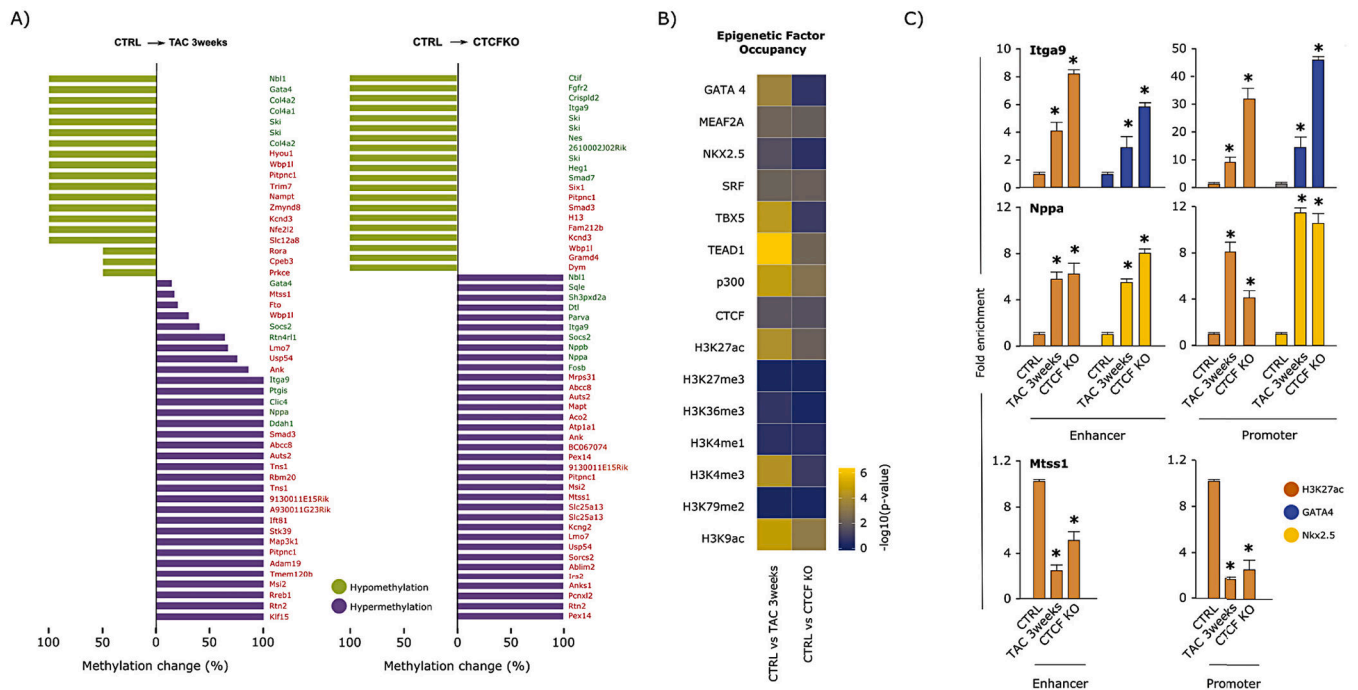 A)
CTRL → TAC 3weeks
Nbl1
Gata4
Col4a2
Col4a1
Ski
Ski
Col4a2
Hyou1
Wbp1l
Pitpnc1
Trim7
Nampt
Zmynd8
Kcnd3
Nfe2l2
Slc12a8
Rora
Cpeb3
Prkce
Gata4
Mtss1
Fto
Wbp1l
Socs2
Rtn4rl1
Lmo7
Usp54
Ank
Itga9
Ptgis
Clic4
Nppa
Ddah1
Smad3
Abcc8
Auts2
Tns1
Rbm20
Tns1
9130011E15Rik
A930011G23Rik
Ift81
Stk39
Map3k1
Pitpnc1
Adam19
Tmem120b
Msi2
Rreb1
Rtn2
Klf15
100 50 0 50 100
Methylation change (%)
CTRL → CTCFKO
Ctif
Fgfr2
Crispld2
Itga9
Ski
Ski
Nes
2610002J02Rik
Ski
Heg1
Smad7
Six1
Pitpnc1
Smad3
H13
Fam212b
Kcnd3
Wbp1l
Gramd4
Dym
Nbl1
Sqle
Sh3pxd2a
Dtl
Parva
Itga9
Socs2
Nppb
Nppa
Fosb
Mrps31
Abcc8
Auts2
Mapt
Aco2
Atp1a1
Ank
BC067074
Pex14
9130011E15Rik
Pitpnc1
Msi2
Mtss1
Slc25a13
Slc25a13
Kcng2
Lmo7
Usp54
Sorcs2
Ablim2
Irs2
Anks1
Pcnxl2
Rtn2
Pex14
100 50 0 50 100
Methylation change (%)
Hypomethylation
Hypermethylation
B)
Epigenetic Factor
Occupancy
GATA 4
MEAF2A
NKX2.5
SRF
TBX5
TEAD1
p300
CTCF
H3K27ac
H3K27me3
H3K36me3
H3K4me1
H3K4me3
H3K79me2
H3K9ac
CTRL vs TAC 3weeks
CTRL vs CTCF KO
6
4
2
0
-log10(p-value)
C)
Fold enrichment
Itga9
10
8
6
4
2
0
* * * *
50
40
30
20
10
0
* * * *
Nppa
12
8
4
0
* * * *
12
8
4
0
* * * *
CTRL
TAC 3weeks
CTCF KO
CTRL
TAC 3weeks
CTCF KO
Enhancer
CTRL
TAC 3weeks
CTCF KO
CTRL
TAC 3weeks
CTCF KO
Promoter
Mtss1
1.2
8
4
0
* *
CTRL
TAC 3weeks
CTCF KO
Enhancer
1.2
8
4
0
* *
CTRL
TAC 3weeks
CTCF KO
Promoter
H3K27ac
GATA4
Nkx2.5